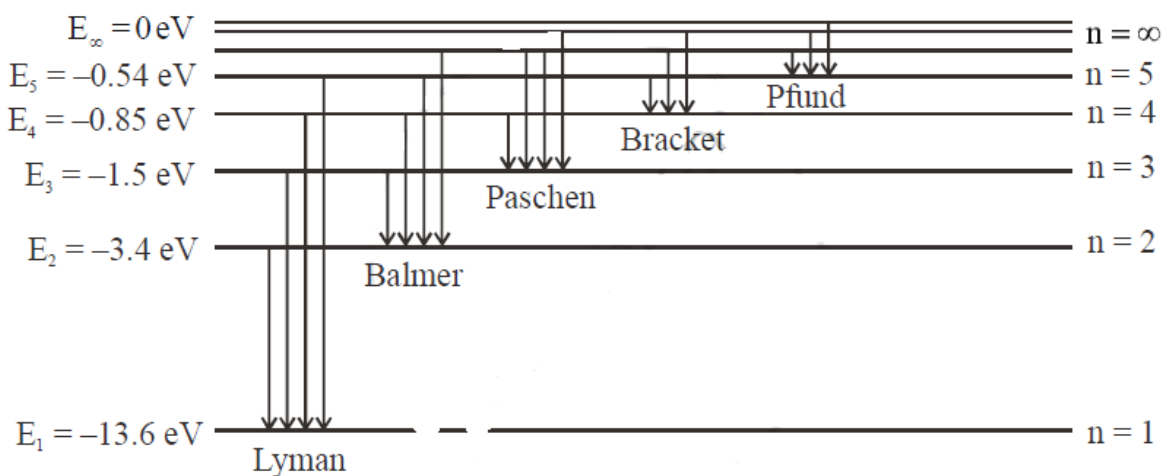 E∞ = 0 eV
n = ∞
E₅ = –0.54 eV
n = 5
Pfund
E₄ = –0.85 eV
n = 4
Bracket
E₃ = –1.5 eV
n = 3
Paschen
E₂ = –3.4 eV
n = 2
Balmer
E₁ = –13.6 eV
n = 1
Lyman